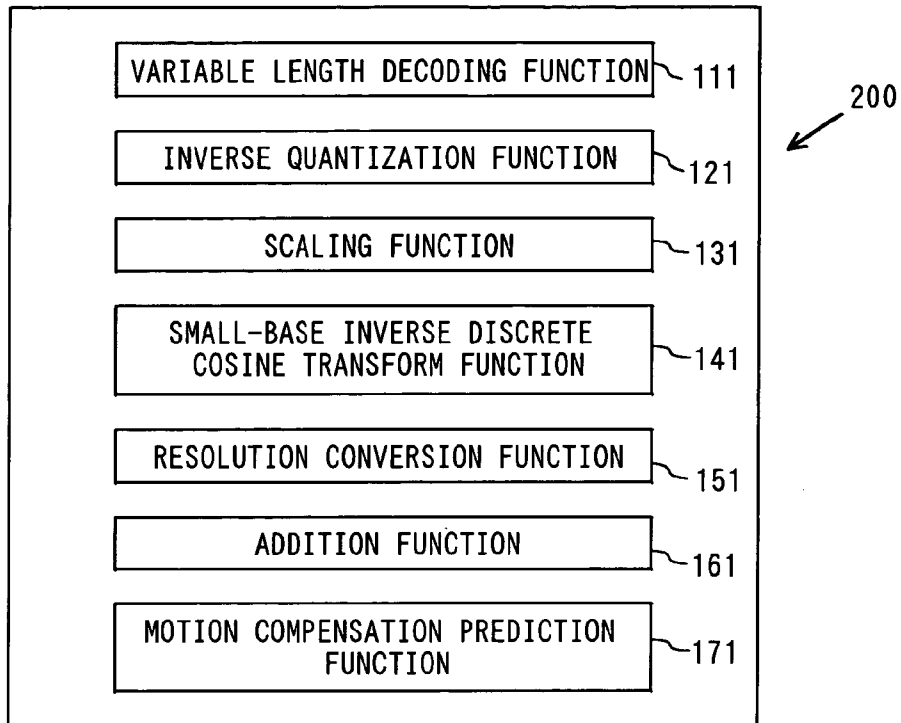 VARIABLE LENGTH DECODING FUNCTION
111
200
INVERSE QUANTIZATION FUNCTION
121
SCALING FUNCTION
131
SMALL-BASE INVERSE DISCRETE
COSINE TRANSFORM FUNCTION
141
RESOLUTION CONVERSION FUNCTION
151
ADDITION FUNCTION
161
MOTION COMPENSATION PREDICTION
FUNCTION
171